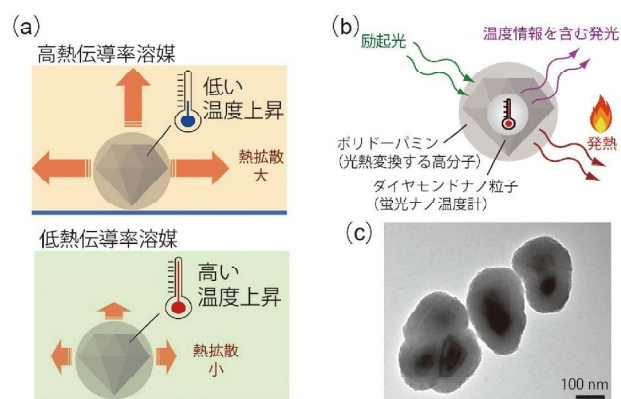 (a)
高熱伝導率溶媒
低い
温度上昇
熱拡散
大
低熱伝導率溶媒
高い
温度上昇
熱拡散
小
(b)
励起光
温度情報を含む発光
発熱
ポリドーパミン
(光熱変換する高分子)
ダイヤモンドナノ粒子
(蛍光ナノ温度計)
(c)
100 nm